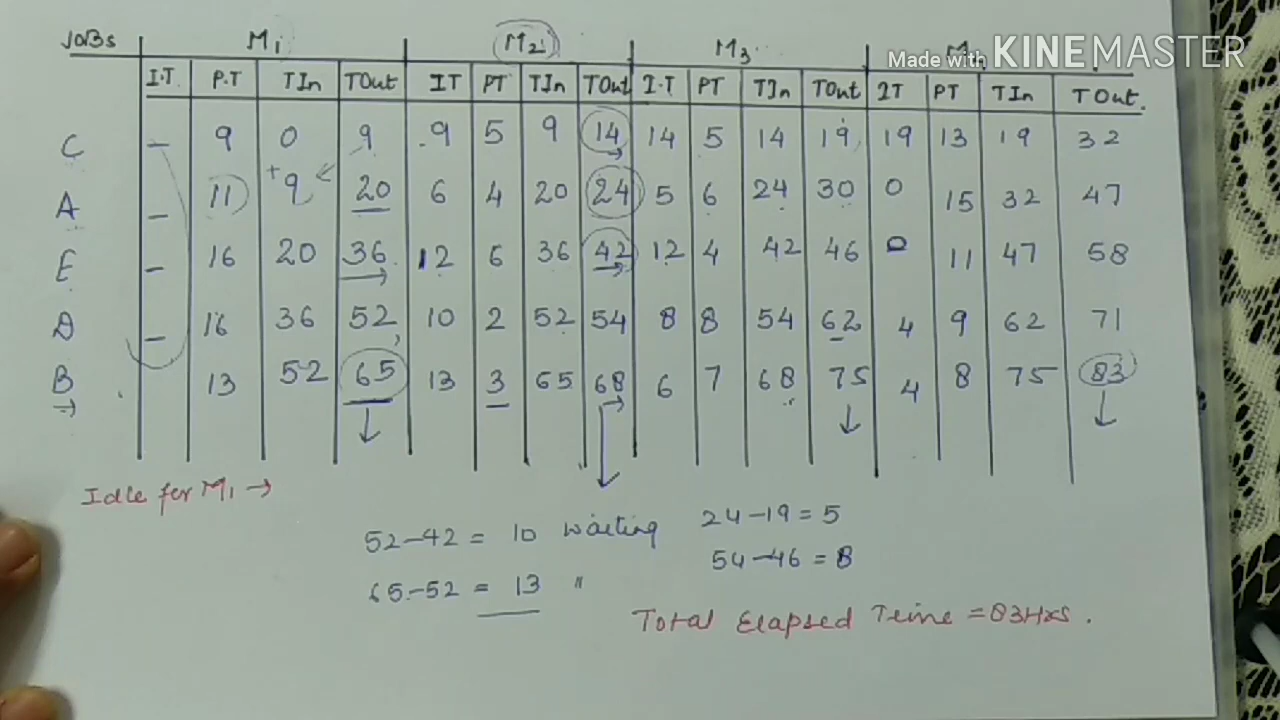 JOBs M1 M2 M3 M
Made with KINEMASTER
I.T P.T TIn TOut IT PT TIn TOut I.T PT TIn TOut IT PT TIn TOut.
C - 9 0 9 9 5 9 14 14 5 14 19 19 13 19 32
A - 11 + 9 20 6 4 20 24 5 6 24 30 0 15 32 47
E - 16 20 36 12 6 36 42 12 4 42 46 0 11 47 58
D - 16 36 52 10 2 52 54 8 8 54 62 4 9 62 71
B 13 52 65 13 3 65 68 6 7 68 75 4 8 75 83
Idle for M1 →
52-42 = 10 waiting 24-19 = 5
54-46 = 8
65-52 = 13 "
Total Elapsed Time = 83Hrs.